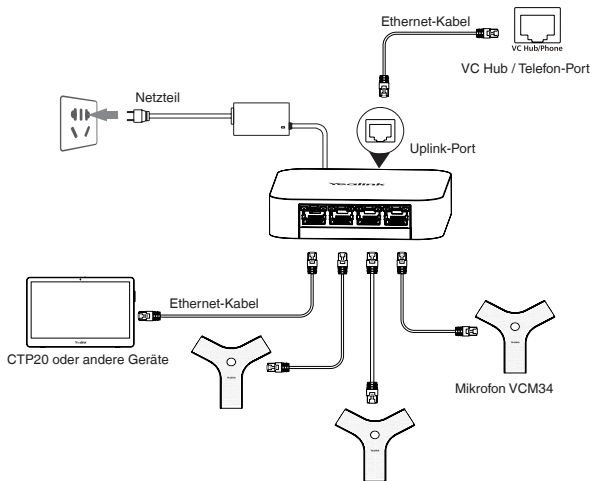 Ethernet-Kabel
VC Hub/Phone
VC Hub / Telefon-Port
Netzteil
Uplink-Port
Yealink
Ethernet-Kabel
CTP20 oder andere Geräte
Mikrofon VCM34